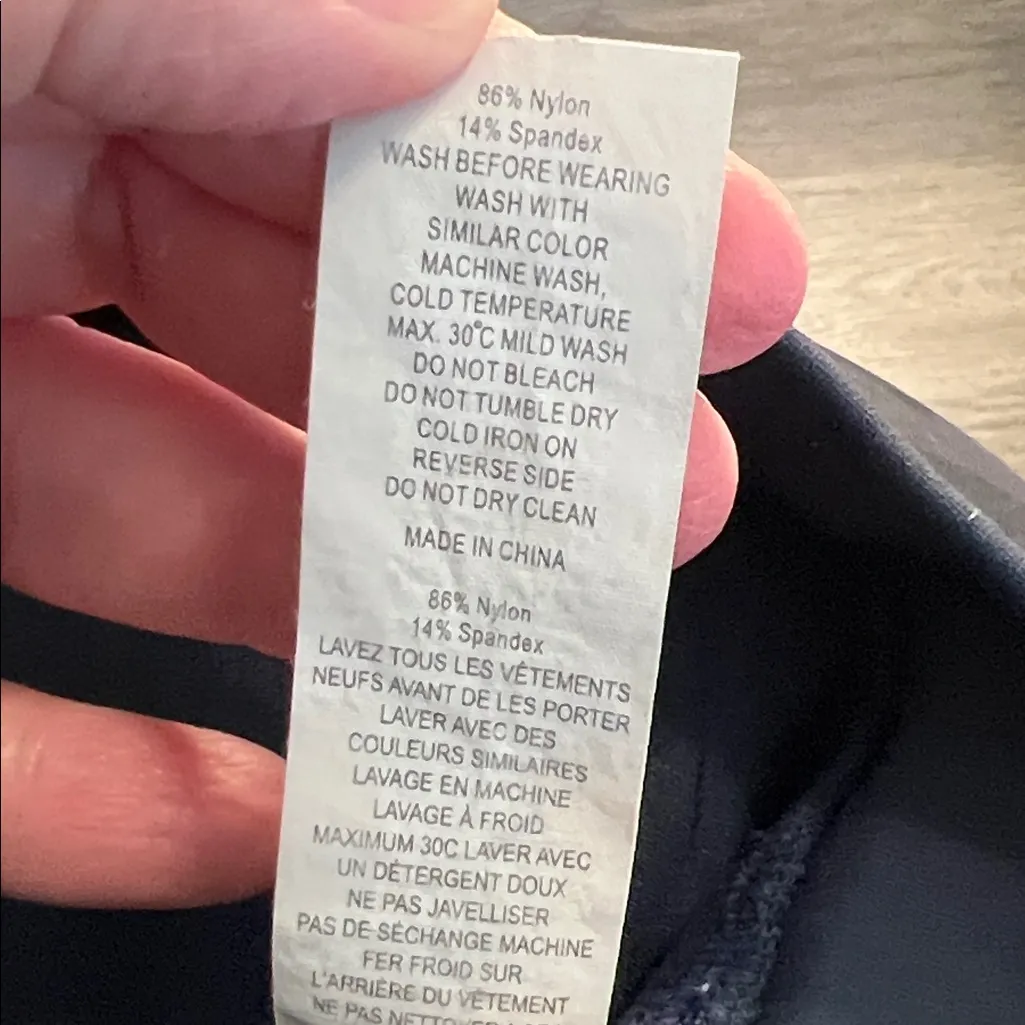 86% Nylon
14% Spandex
WASH BEFORE WEARING
WASH WITH
SIMILAR COLOR
MACHINE WASH,
COLD TEMPERATURE
MAX. 30°C MILD WASH
DO NOT BLEACH
DO NOT TUMBLE DRY
COLD IRON ON
REVERSE SIDE
DO NOT DRY CLEAN
MADE IN CHINA
86% Nylon
14% Spandex
LAVEZ TOUS LES VÊTEMENTS
NEUFS AVANT DE LES PORTER
LAVER AVEC DES
COULEURS SIMILAIRES
LAVAGE EN MACHINE
LAVAGE À FROID
MAXIMUM 30C LAVER AVEC
UN DÉTERGENT DOUX
NE PAS JAVELLISER
PAS DE SÉCHANGE MACHINE
FER FROID SUR
L'ARRIÈRE DU VÉTEMENT
NE PAS